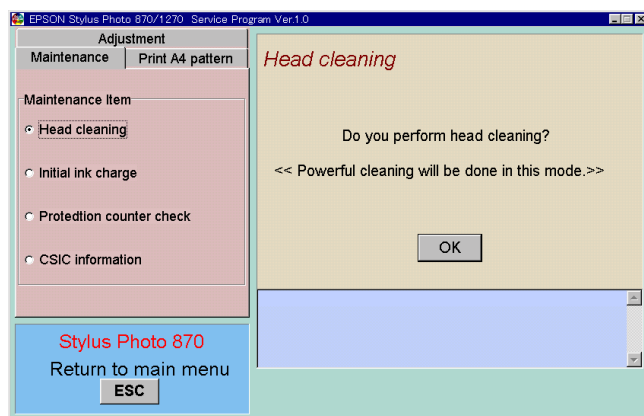 EPSON Stylus Photo 870/1270 Service Program Ver.1.0
Adjustment
Maintenance
Print A4 pattern
Maintenance Item
Head cleaning
Initial ink charge
Protedtion counter check
CSIC information
Stylus Photo 870
Return to main menu
ESC
Head cleaning
Do you perform head cleaning?
<< Powerful cleaning will be done in this mode.>>
OK